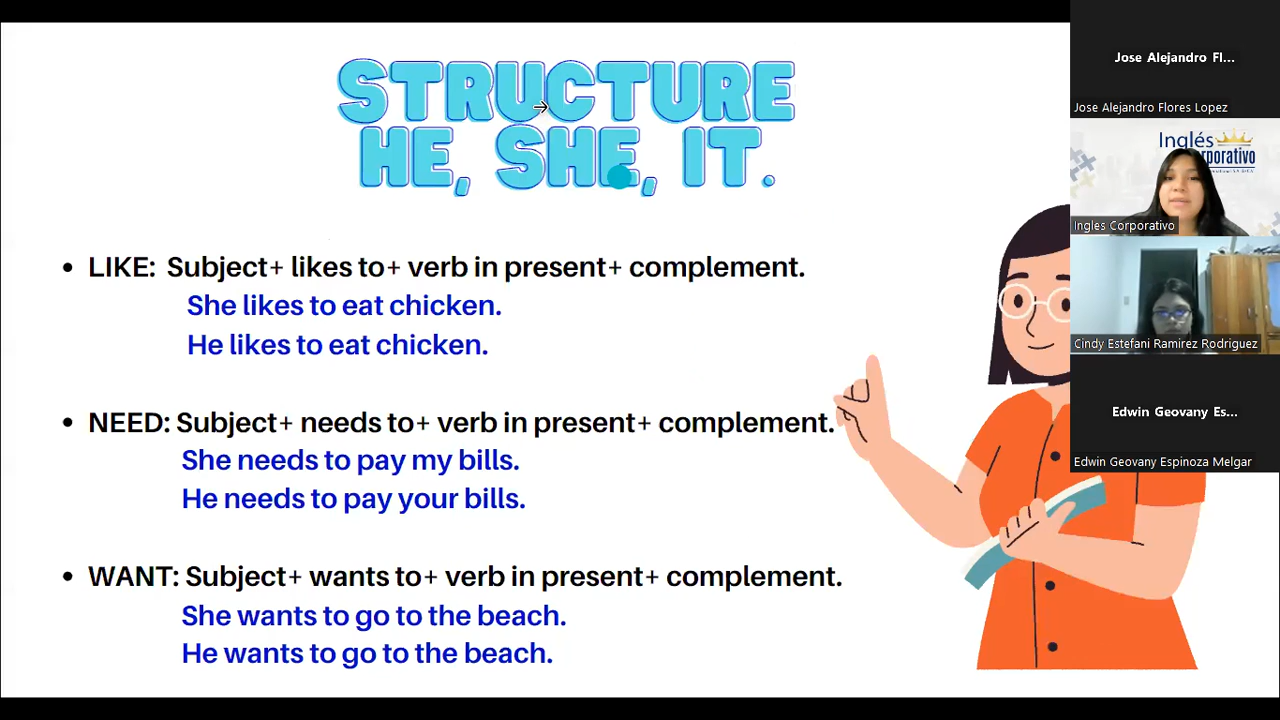 STRUCTURE
HE, SHE, IT.
LIKE: Subject+ likes to+ verb in present+ complement.
She likes to eat chicken.
He likes to eat chicken.
NEED: Subject+ needs to+ verb in present+ complement.
She needs to pay my bills.
He needs to pay your bills.
WANT: Subject+ wants to+ verb in present+ complement.
She wants to go to the beach.
He wants to go to the beach.
Jose Alejandro Fl...
Jose Alejandro Flores Lopez
Inglés
Ingles Corporativo
Cindy Estefani Ramirez Rodriguez
Edwin Geovany Es...
Edwin Geovany Espinoza Melgar